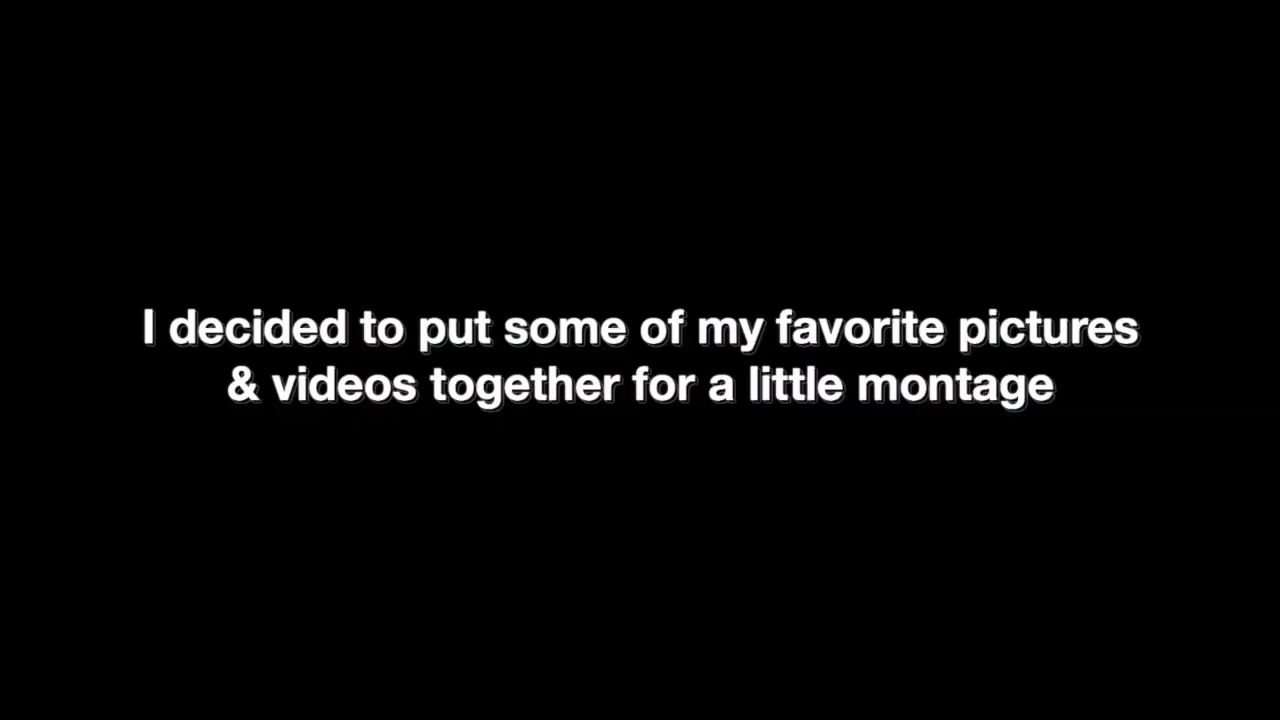 I decided to put some of my favorite pictures
& videos together for a little montage